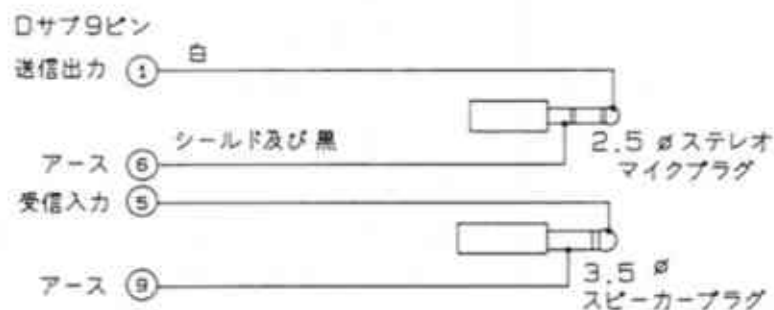 Dサブ9ピン
白
送信出力 ①
シールド及び黒
アース ⑥
2.5 ø ステレオ
マイクプラグ
受信入力 ⑤
アース ⑨
3.5 ø
スピーカープラグ